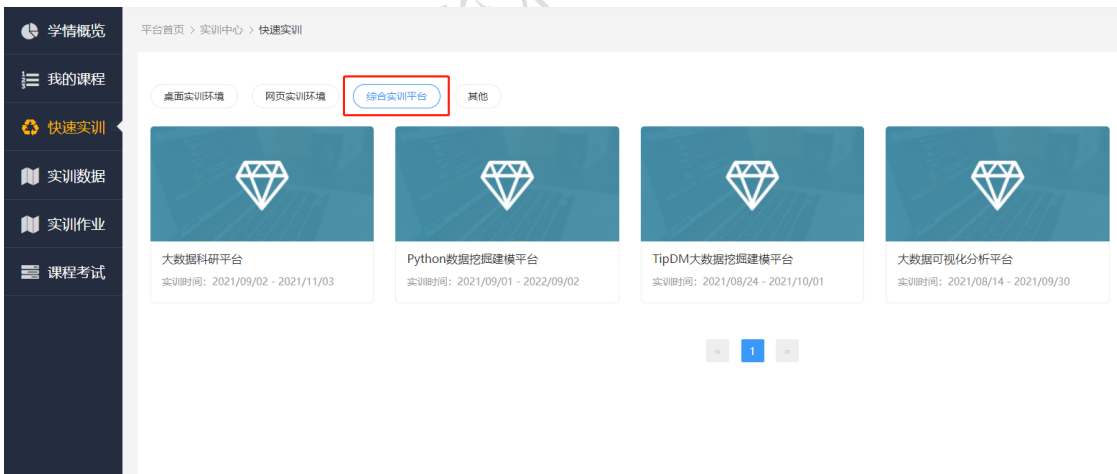 学情概览
我的课程
快速实训
实训数据
实训作业
课程考试
平台首页 > 实训中心 > 快速实训
桌面实训环境 网页实训环境 综合实训平台 其他
大数据科研平台
实训时间：2021/09/02 - 2021/11/03
Python数据挖掘建模平台
实训时间：2021/09/01 - 2022/09/02
TipDM大数据挖掘建模平台
实训时间：2021/08/24 - 2021/10/01
大数据可视化分析平台
实训时间：2021/08/14 - 2021/09/30
« 1 »